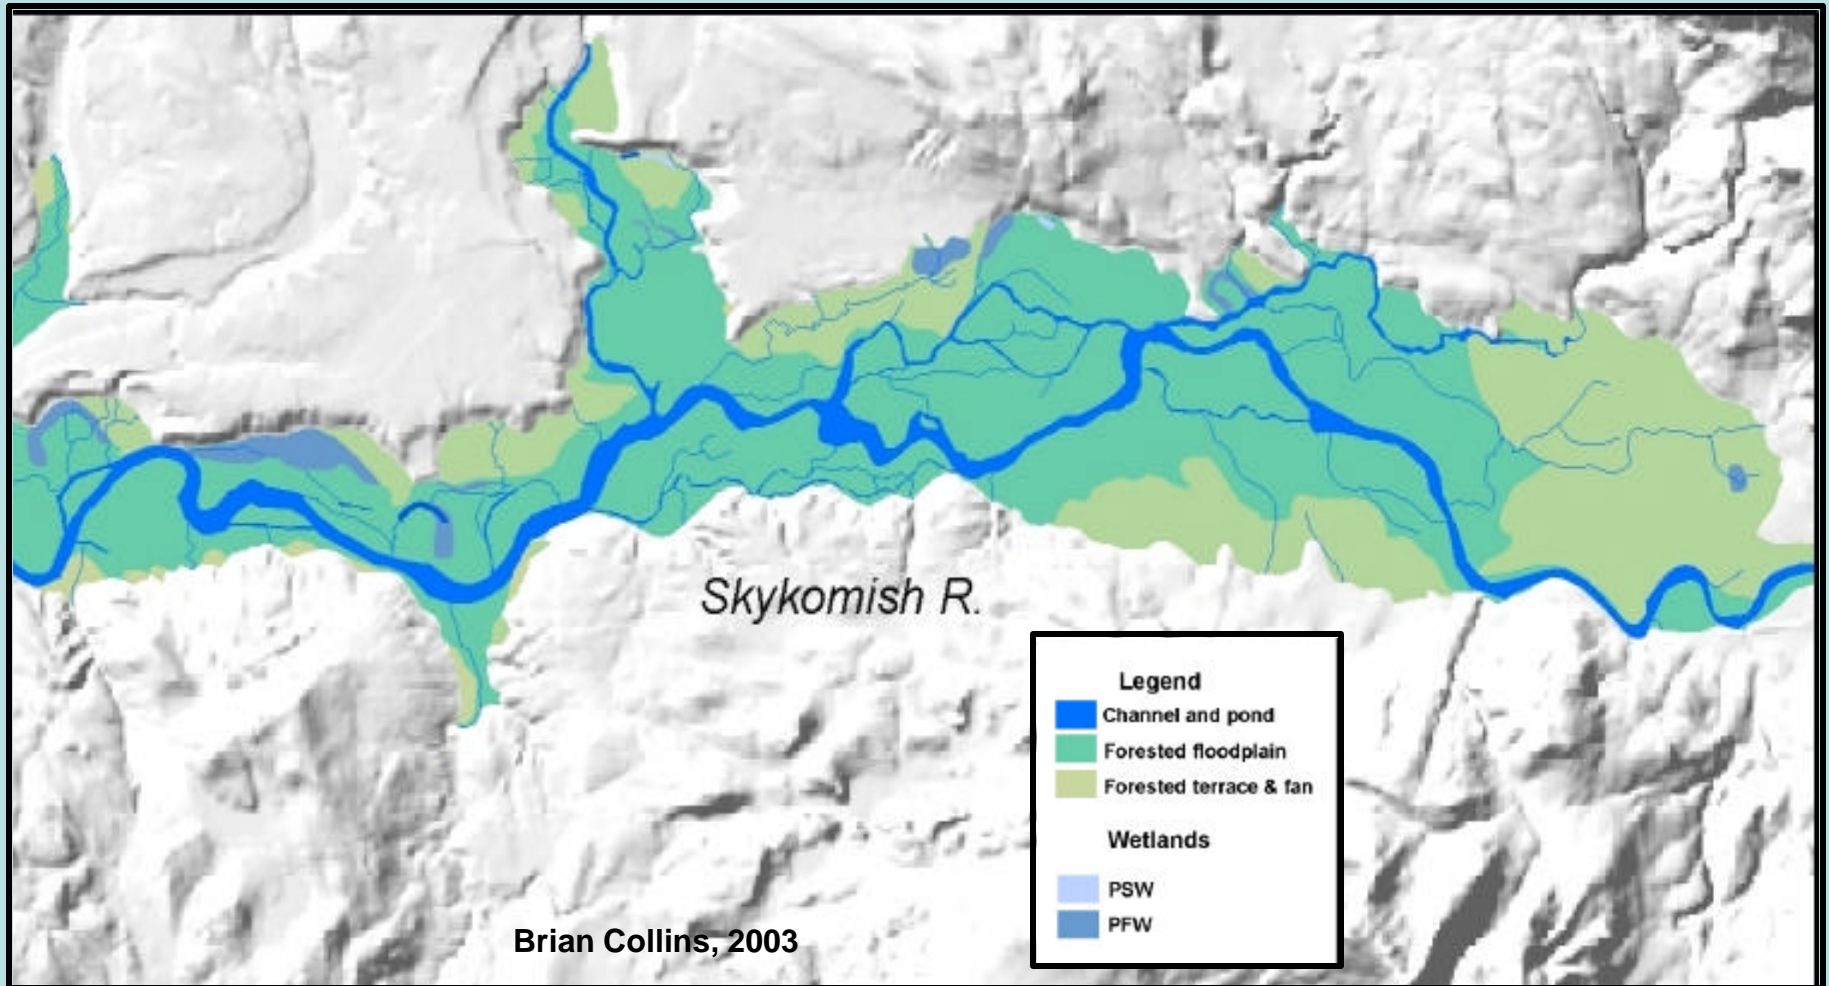 Skykomish R.
Legend
Channel and pond
Forested floodplain
Forested terrace & fan
Wetlands
PSW
PFW
Brian Collins, 2003